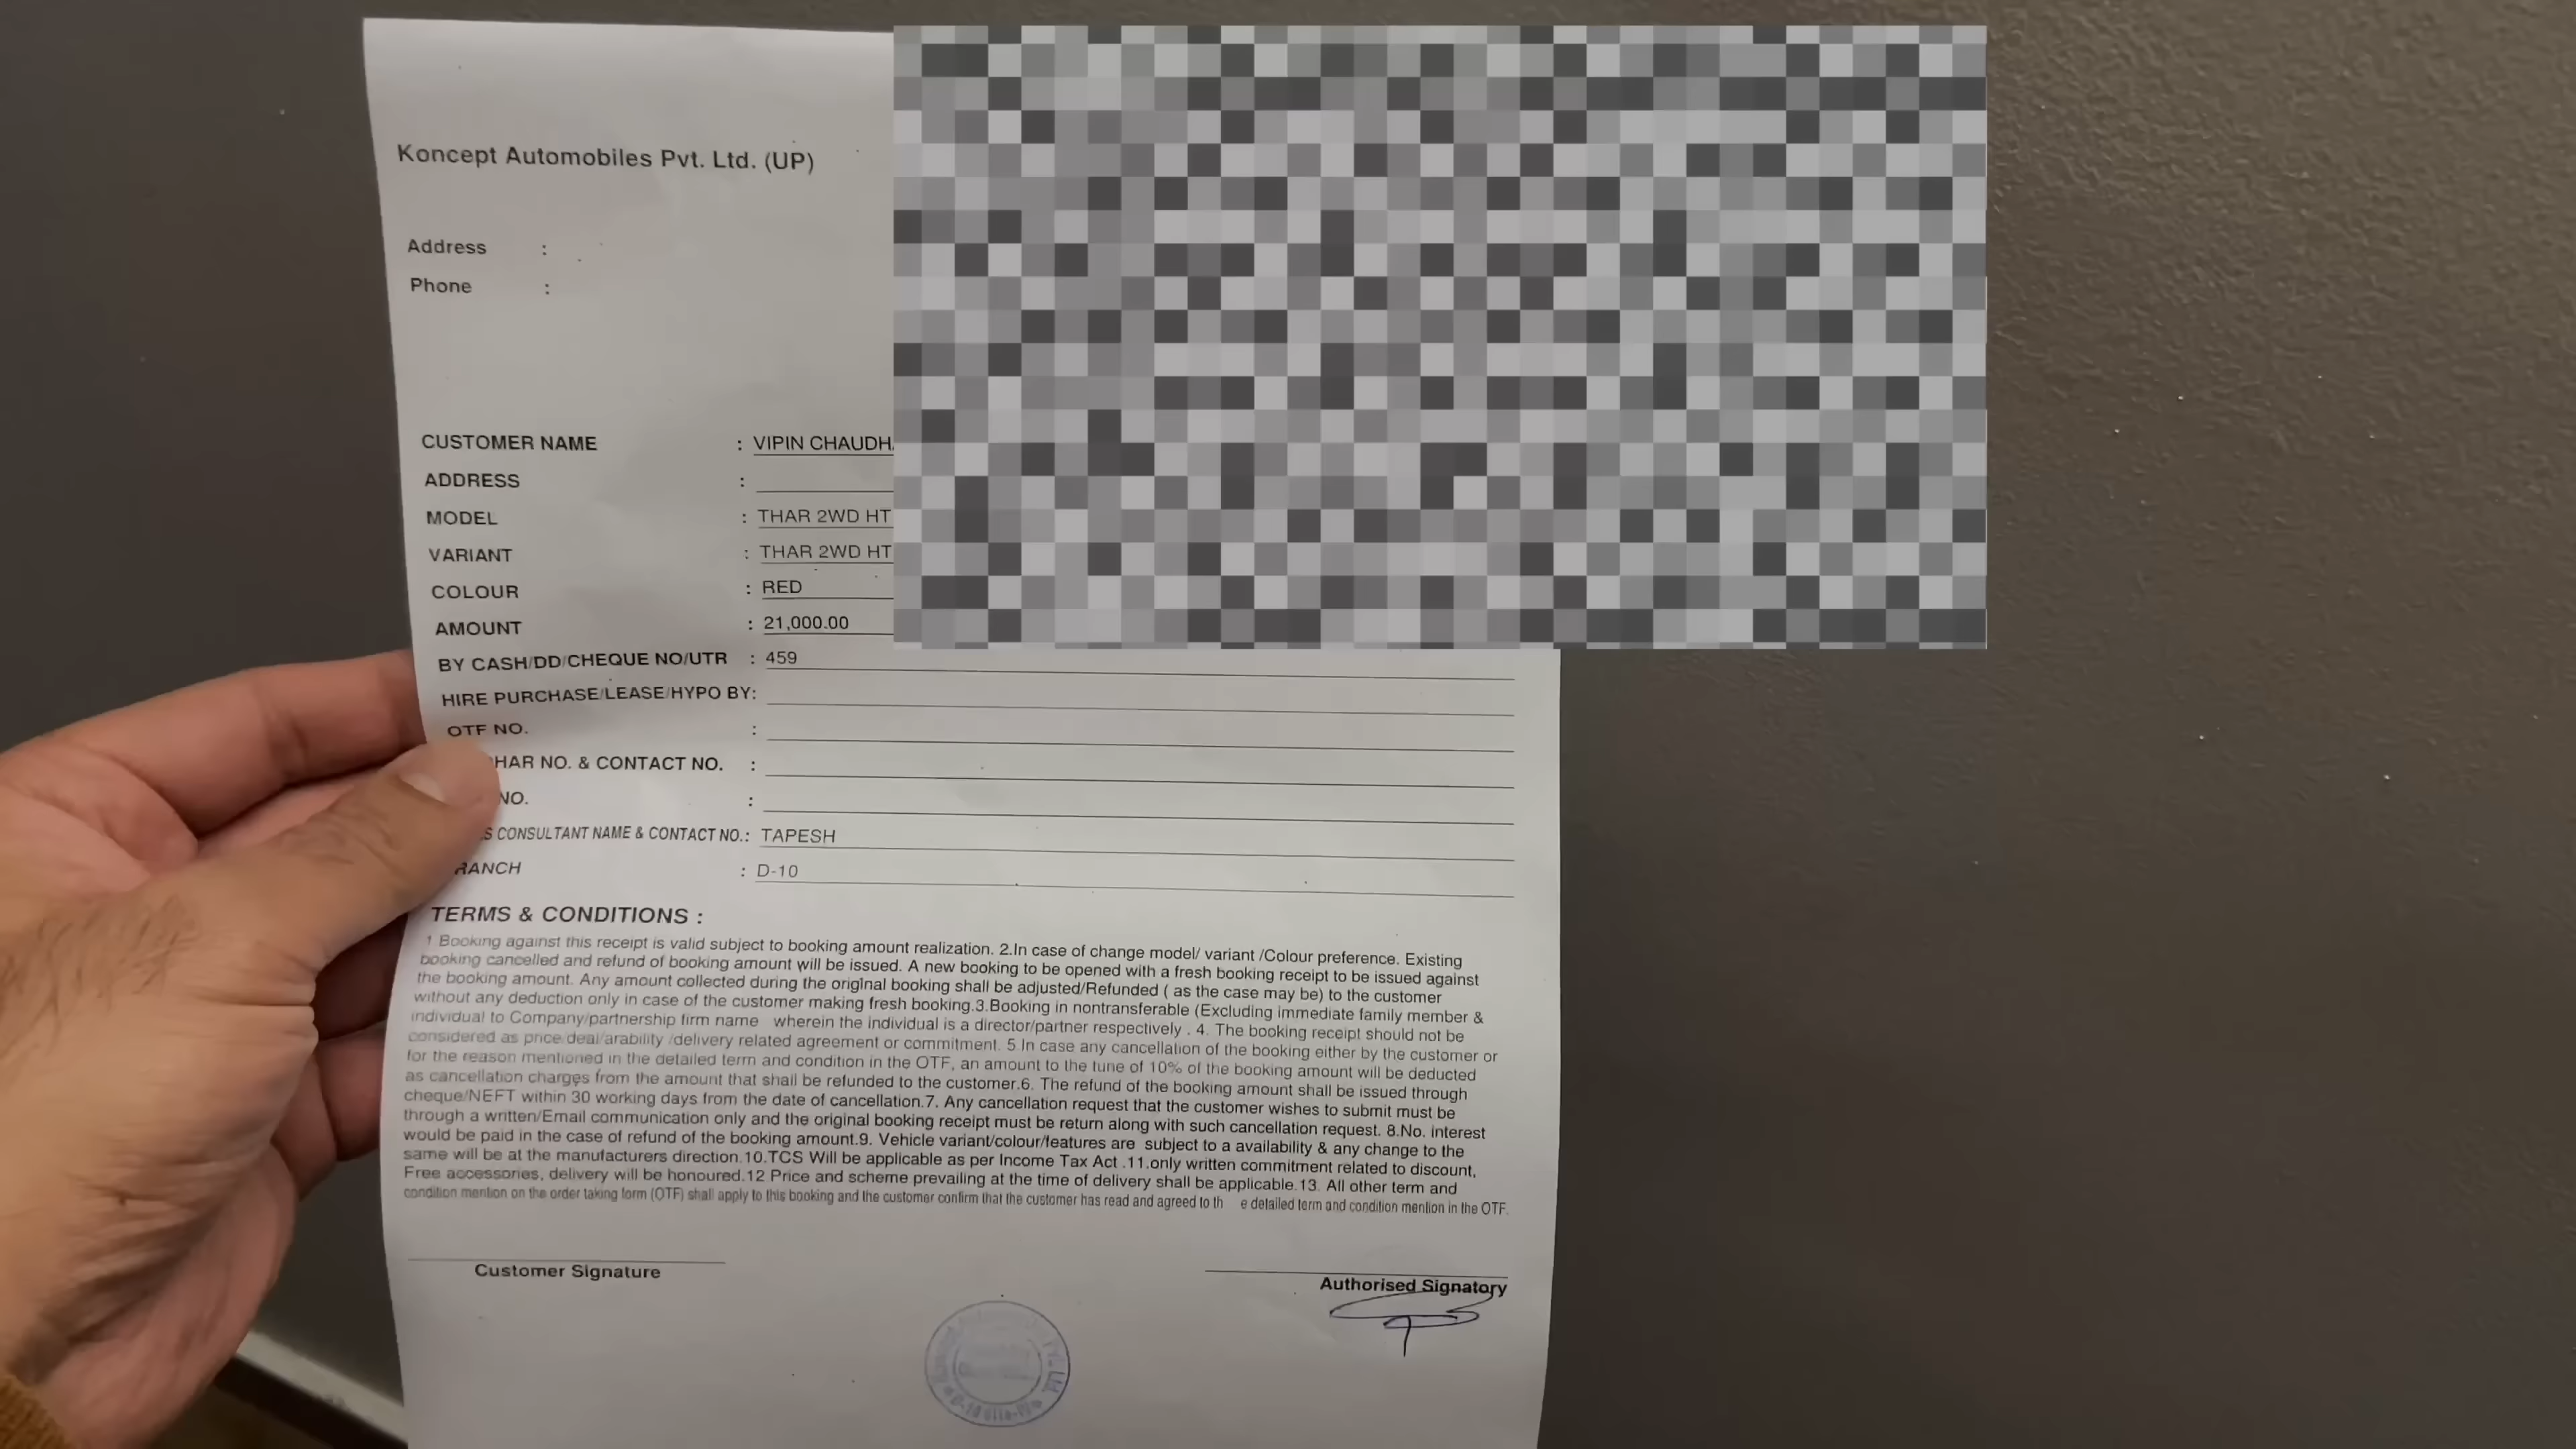 Koncept Automobiles Pvt. Ltd. (UP)
Address :
Phone :
CUSTOMER NAME : VIPIN
ADDRESS :
MODEL : THAR 2WD HT
VARIANT : THAR 2WD HT
COLOUR : RED
AMOUNT : 21,000.00
BY CASH/DD/CHEQUE NO/UTR : 459
HIRE PURCHASE/LEASE/HYPO BY:
OTF NO. :
NO. & CONTACT NO. :
NO. :
CONSULTANT NAME & CONTACT NO.: TAPESH
: D-10
TERMS & CONDITIONS :
1 Booking against this receipt is valid subject to booking amount realization. 2.In case of change model/ variant /Colour preference. Existing
booking cancelled and refund of booking amount will be issued. A new booking to be opened with a fresh booking receipt to be issued against
the booking amount. Any amount collected during the original booking shall be adjusted/Refunded ( as the case may be) to the customer
without any deduction only in case of the customer making fresh booking.3.Booking in nontransferable (Excluding immediate family member &
individual to Company/partnership firm name wherein the individual is a director/partner respectively . 4. The booking receipt should not be
considered as price/deal/arability /delivery related agreement or commitment. 5.In case any cancellation of the booking either by the customer or
for the reason mentioned in the detailed term and condition in the OTF, an amount to the tune of 10% of the booking amount will be deducted
as cancellation charges from the amount that shall be refunded to the customer.6. The refund of the booking amount shall be issued through
cheque/NEFT within 30 working days from the date of cancellation.7. Any cancellation request that the customer wishes to submit must be
through a written/Email communication only and the original booking receipt must be return along with such cancellation request. 8.No. interest
would be paid in the case of refund of the booking amount.9. Vehicle variant/colour/features are subject to a availability & any change to the
same will be at the manufacturers direction.10.TCS Will be applicable as per Income Tax Act .11.only written commitment related to discount,
Free accessories, delivery will be honoured.12 Price and scheme prevailing at the time of delivery shall be applicable.13. All other term and
condition mention on the order taking form (OTF) shall apply to this booking and the customer confirm that the customer has read and agreed to th e detailed term and condition mention in the OTF.
Customer Signature
Authorised Signatory